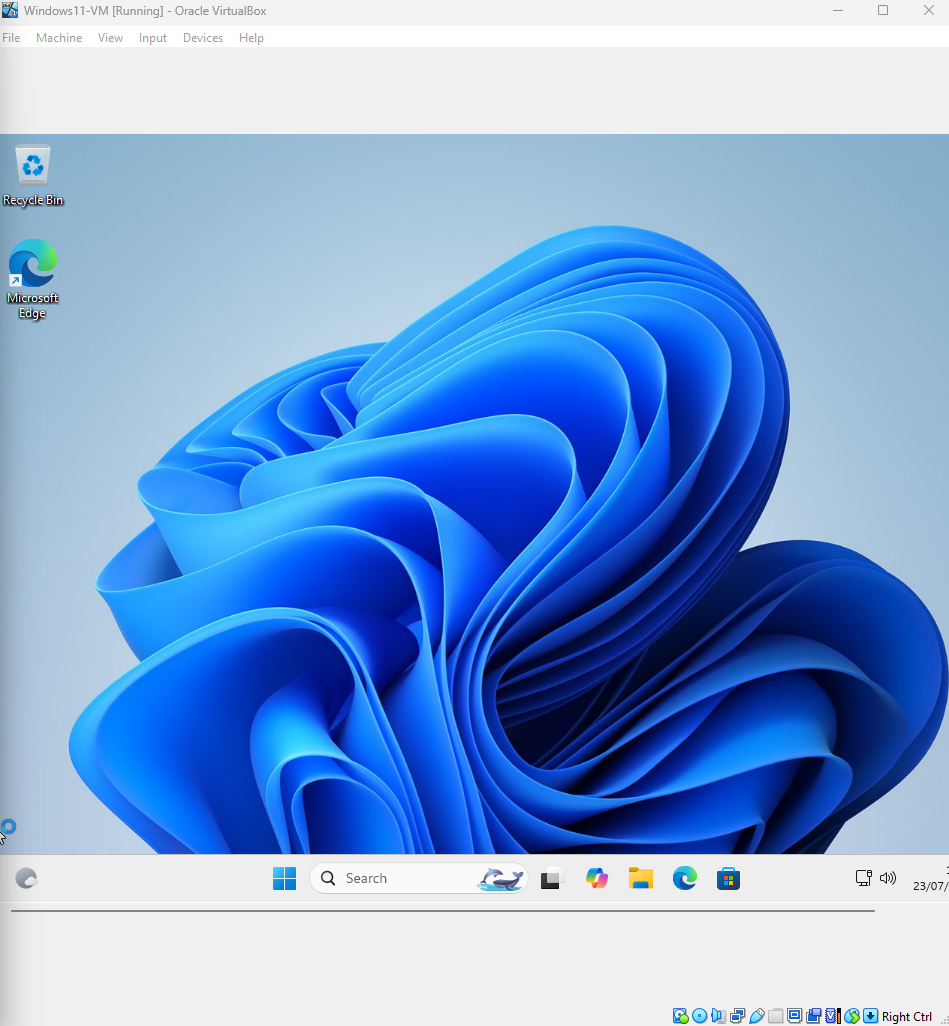 Windows11-VM [Running] - Oracle VirtualBox
File Machine View Input Devices Help
Recycle Bin
Microsoft
Edge
Search
23/07/
Right Ctrl